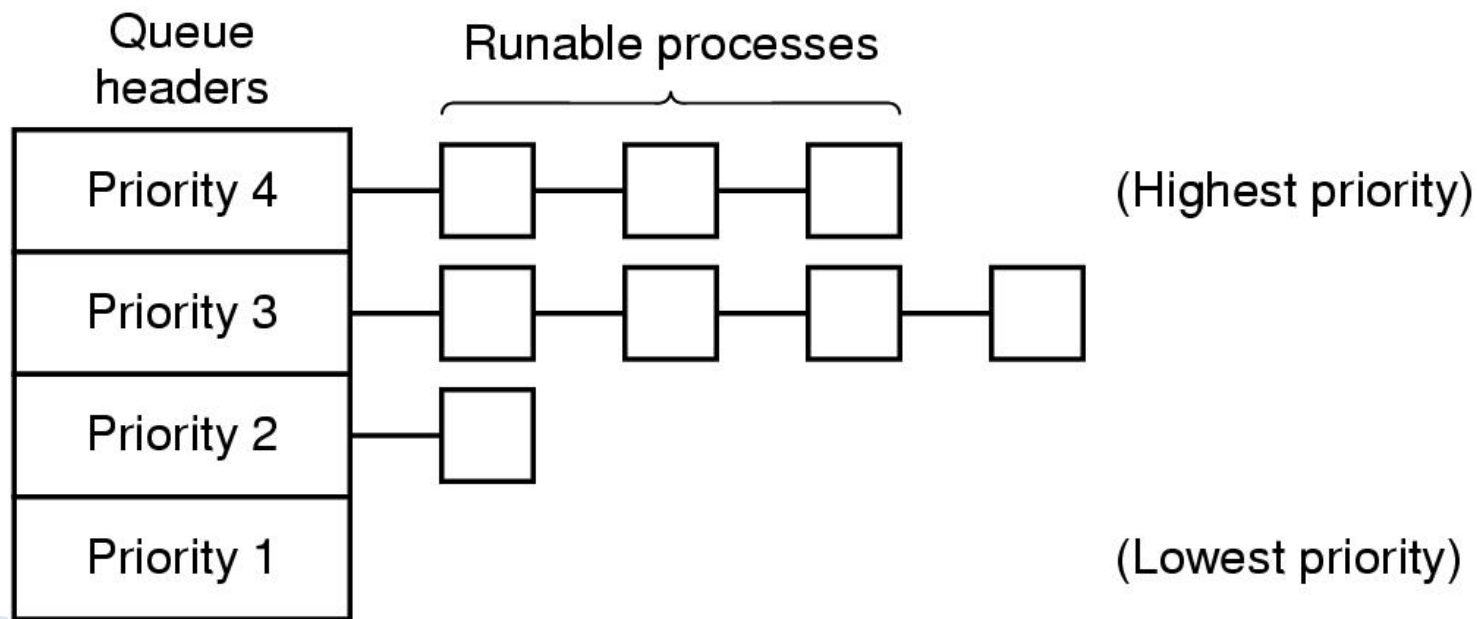 Queue
headers
Runable processes
Priority 4
(Highest priority)
Priority 3
Priority 2
Priority 1
(Lowest priority)